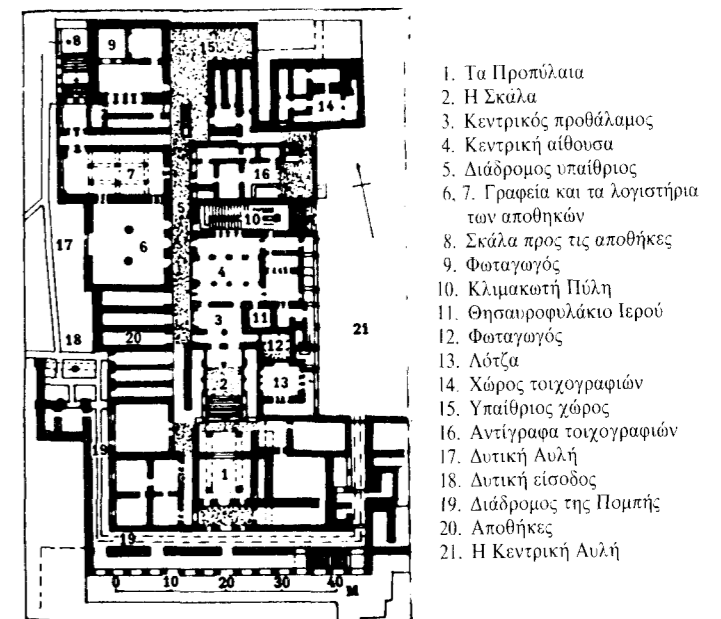 8
9
15
14
7
16
5
10
6
17
4
3
11
21
18
20
12
2
13
19
1
19
0 10 20 30 40
M
1. Τα Προπύλαια
2. Η Σκάλα
3. Κεντρικός προθάλαμος
4. Κεντρική αίθουσα
5. Διάδρομος υπαίθριος
6, 7. Γραφεία και τα λογιστήρια
των αποθηκών
8. Σκάλα προς τις αποθήκες
9. Φωταγωγός
10. Κλιμακωτή Πύλη
11. Θησαυροφυλάκιο Ιερού
12. Φωταγωγός
13. Λότζα
14. Χώρος τοιχογραφιών
15. Υπαίθριος χώρος
16. Αντίγραφα τοιχογραφιών
17. Δυτική Αυλή
18. Δυτική είσοδος
19. Διάδρομος της Πομπής
20. Αποθήκες
21. Η Κεντρική Αυλή